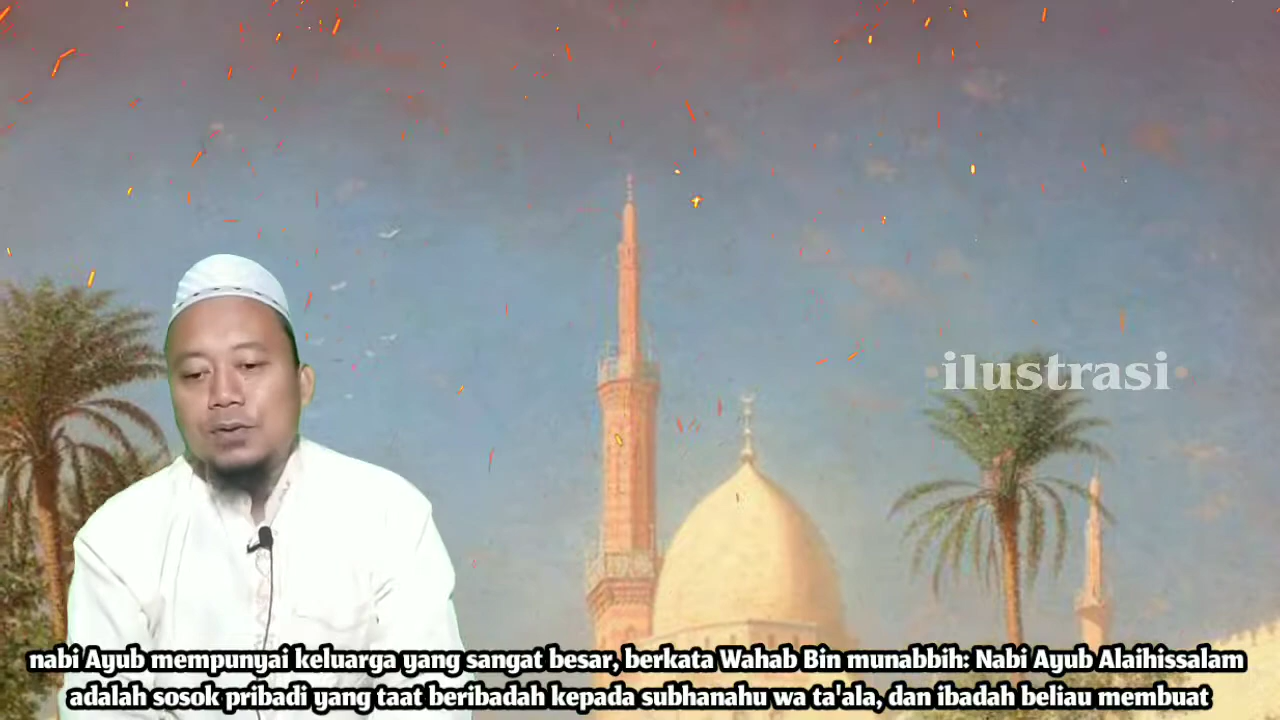 ilustrasi
nabi Ayub mempunyai keluarga yang sangat besar, berkata Wahab Bin munabbih: Nabi Ayub Alaihissalam
adalah sosok pribadi yang taat beribadah kepada subhanahu wa ta'ala, dan ibadah beliau membuat